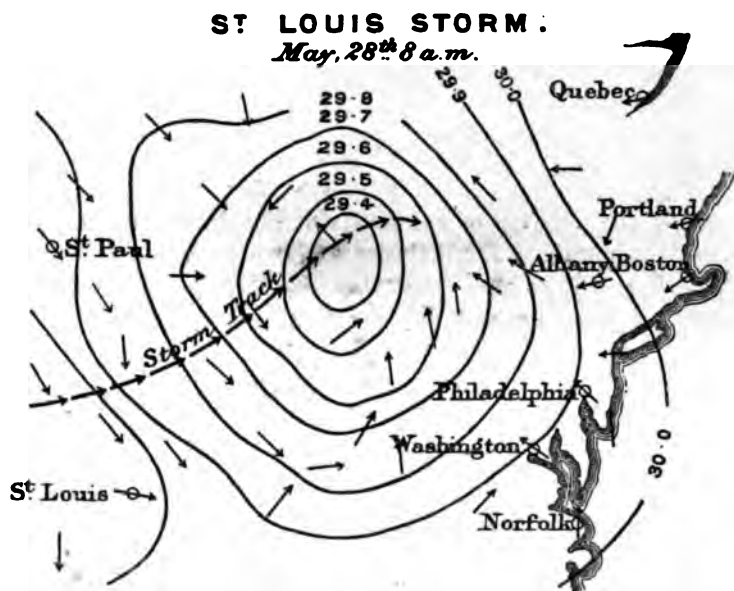 ST LOUIS STORM.
May, 28th 8 a.m.
29.8
29.7
29.6
29.5
29.4
29.9
30.0
Quebec
Portland
St Paul
Albany Boston
Storm Track
Philadelphia
Washington
St Louis
Norfolk
30.0